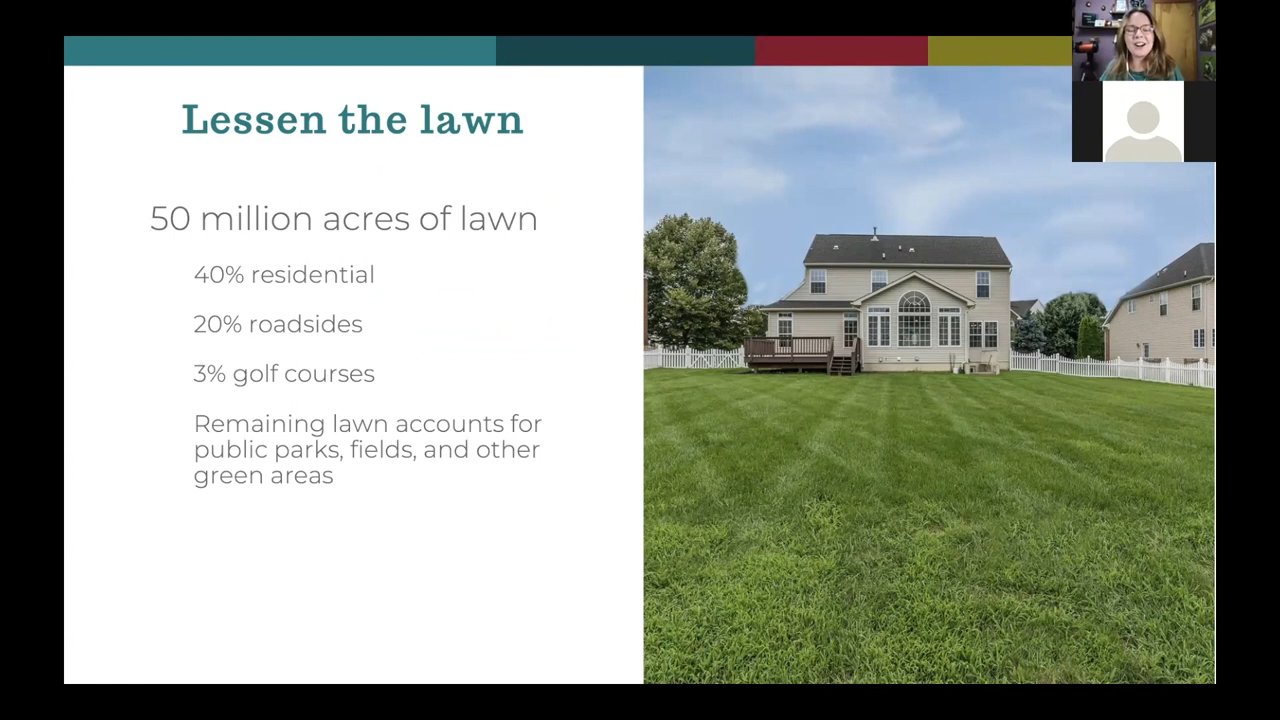 Lessen the lawn
50 million acres of lawn
40% residential
20% roadsides
3% golf courses
Remaining lawn accounts for
public parks, fields, and other
green areas